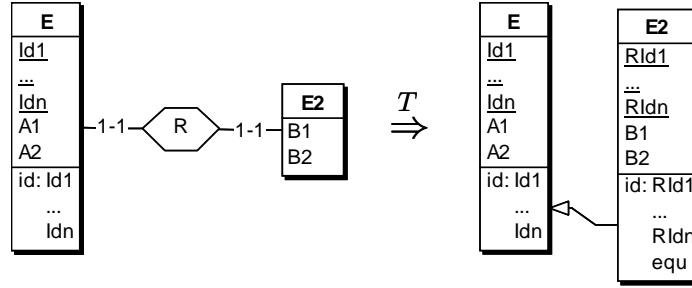 E
Id1
...
Idn
A1
A2
id: Id1
...
Idn
1-1
R
1-1
E2
B1
B2
T
⇒
E
Id1
...
Idn
A1
A2
id: Id1
...
Idn
E2
RId1
...
RIdn
B1
B2
id: RId1
...
RIdn
equ